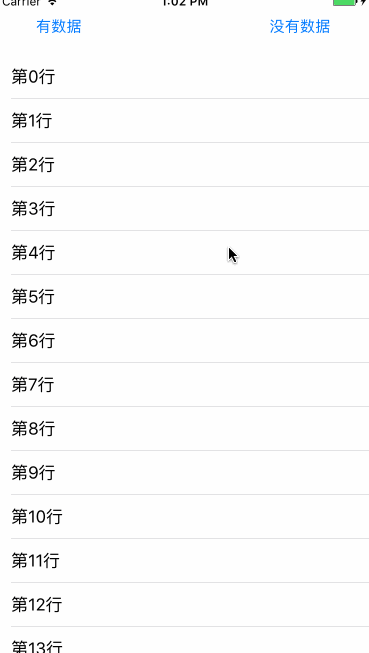 Carrier 1:02 PM
有数据 没有数据
第0行
第1行
第2行
第3行
第4行
第5行
第6行
第7行
第8行
第9行
第10行
第11行
第12行
第13行